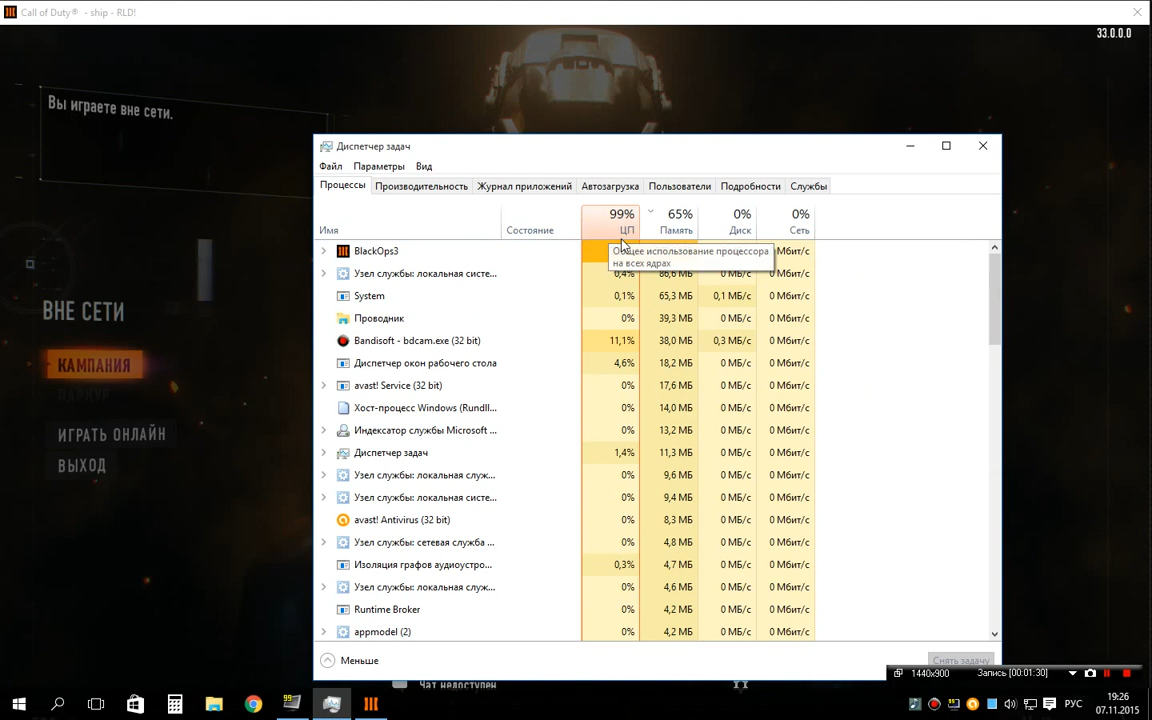 Call of Duty® - ship - RLD!
33.0.0.0
Вы играете вне сети.
ВНЕ СЕТИ
КАМПАНИЯ
ПАРКУР
ИГРАТЬ ОНЛАЙН
ВЫХОД
Диспетчер задач
Файл Параметры Вид
Процессы Производительность Журнал приложений Автозагрузка Пользователи Подробности Службы
99% 65% 0% 0%
Имя Состояние ЦП Память Диск Сеть
BlackOps3 Мбит/с
Общее использование процессора
на всех ядрах
Узел службы: локальная систе... 0,4% 86,6 МБ 0 МБ/с 0 Мбит/с
System 0,1% 65,3 МБ 0,1 МБ/с 0 Мбит/с
Проводник 0% 39,3 МБ 0 МБ/с 0 Мбит/с
Bandisoft - bdcam.exe (32 bit) 11,1% 38,0 МБ 0,3 МБ/с 0 Мбит/с
Диспетчер окон рабочего стола 4,6% 18,2 МБ 0 МБ/с 0 Мбит/с
avast! Service (32 bit) 0% 17,6 МБ 0 МБ/с 0 Мбит/с
Хост-процесс Windows (Rundll... 0% 14,0 МБ 0 МБ/с 0 Мбит/с
Индексатор службы Microsoft ... 0% 13,2 МБ 0 МБ/с 0 Мбит/с
Диспетчер задач 1,4% 11,3 МБ 0 МБ/с 0 Мбит/с
Узел службы: локальная служ... 0% 9,6 МБ 0 МБ/с 0 Мбит/с
Узел службы: локальная систе... 0% 9,4 МБ 0 МБ/с 0 Мбит/с
avast! Antivirus (32 bit) 0% 8,3 МБ 0 МБ/с 0 Мбит/с
Узел службы: сетевая служба ... 0% 4,8 МБ 0 МБ/с 0 Мбит/с
Изоляция графов аудиоустро... 0,3% 4,7 МБ 0 МБ/с 0 Мбит/с
Узел службы: локальная служ... 0% 4,6 МБ 0 МБ/с 0 Мбит/с
Runtime Broker 0% 4,2 МБ 0 МБ/с 0 Мбит/с
appmodel (2) 0% 4,2 МБ 0 МБ/с 0 Мбит/с
Меньше Снять задачу
1440x900 Запись [00:01:30]
Чат недоступен
99
РУС
19:26
07.11.2015